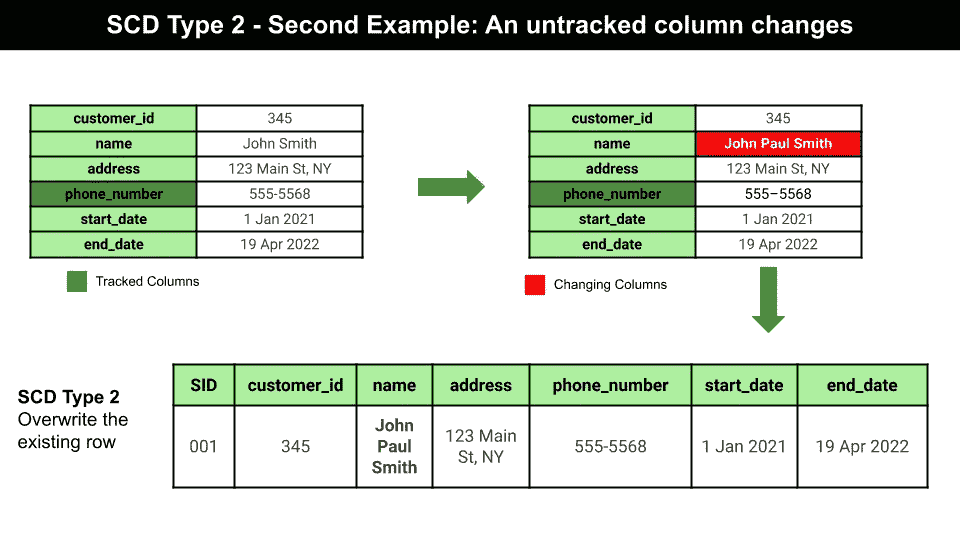 SCD Type 2 - Second Example: An untracked column changes
customer_id 345
name John Smith
address 123 Main St, NY
phone_number 555-5568
start_date 1 Jan 2021
end_date 19 Apr 2022
Tracked Columns
customer_id 345
name John Paul Smith
address 123 Main St, NY
phone_number 555–5568
start_date 1 Jan 2021
end_date 19 Apr 2022
Changing Columns
SCD Type 2
Overwrite the
existing row
SID customer_id name address phone_number start_date end_date
001 345 John Paul Smith 123 Main St, NY 555-5568 1 Jan 2021 19 Apr 2022